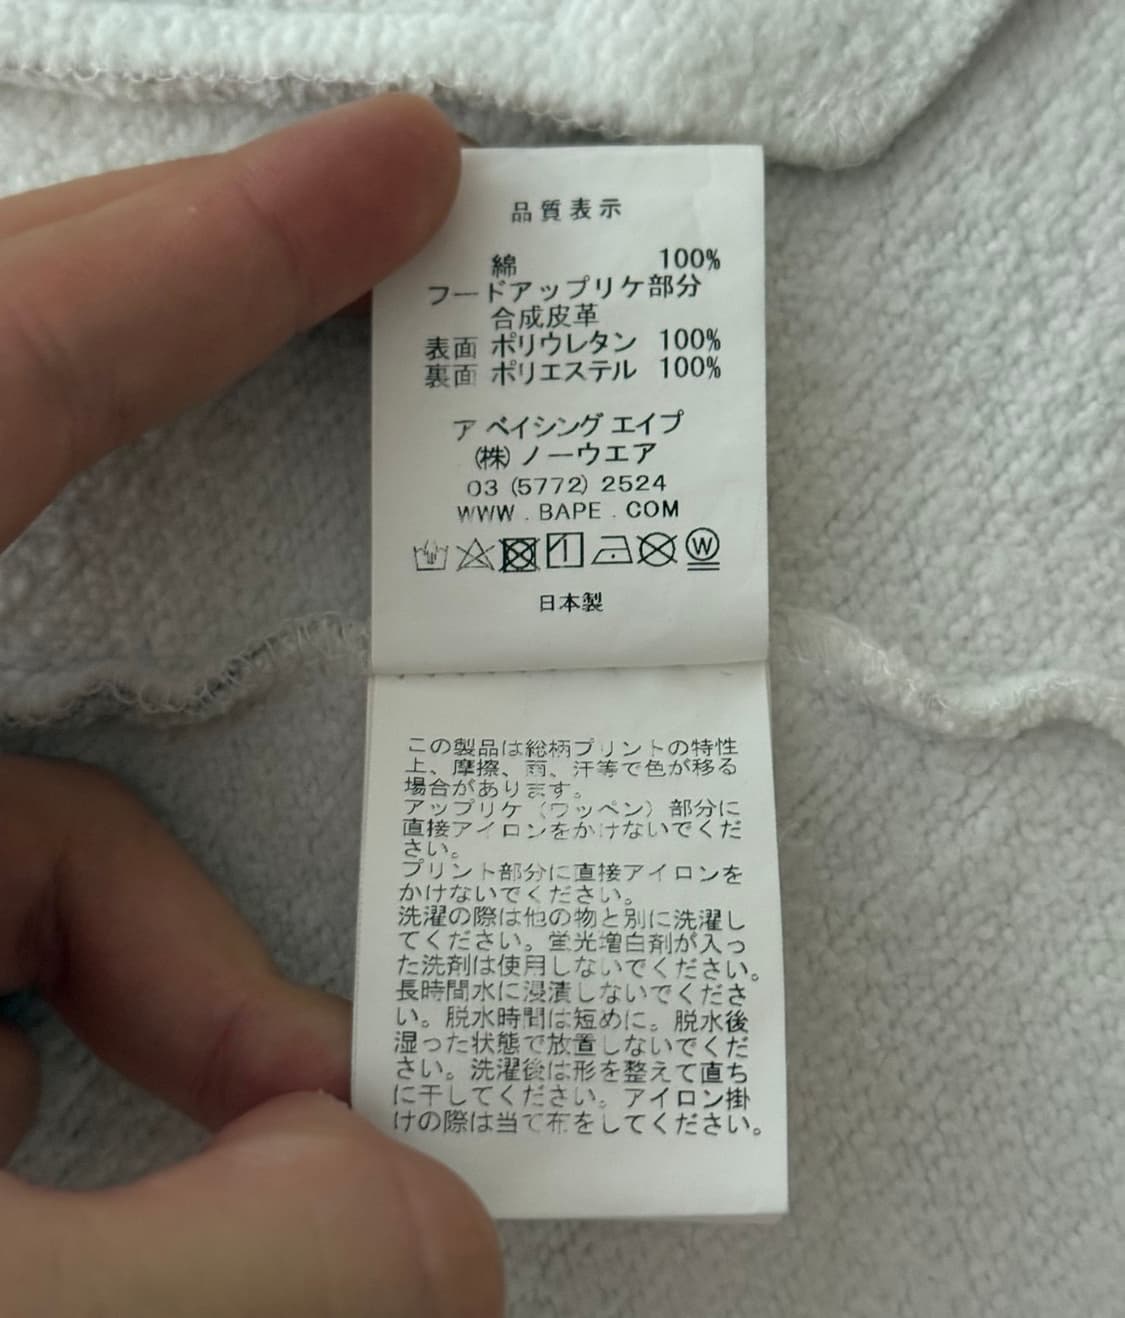 品質表示
綿 100%
フードアップリケ部分
合成皮革
表面 ポリウレタン 100%
裏面 ポリエステル 100%
ア ベイシング エイプ
(株) ノーウエア
03 (5772) 2524
WWW . BAPE . COM
W
日本製
この製品は総柄プリントの特性
上、摩擦、雨、汗等で色が移る
場合があります。
アップリケ（ワッペン）部分に
直接アイロンをかけないでくだ
さい。
プリント部分に直接アイロンを
かけないでください。
洗濯の際は他の物と別に洗濯し
てください。蛍光増白剤が入っ
た洗剤は使用しないでください。
長時間水に浸漬しないでくださ
い。脱水時間は短めに。脱水後
湿った状態で放置しないでくだ
さい。洗濯後は形を整えて直ち
に干してください。アイロン掛
けの際は当て布をしてください。